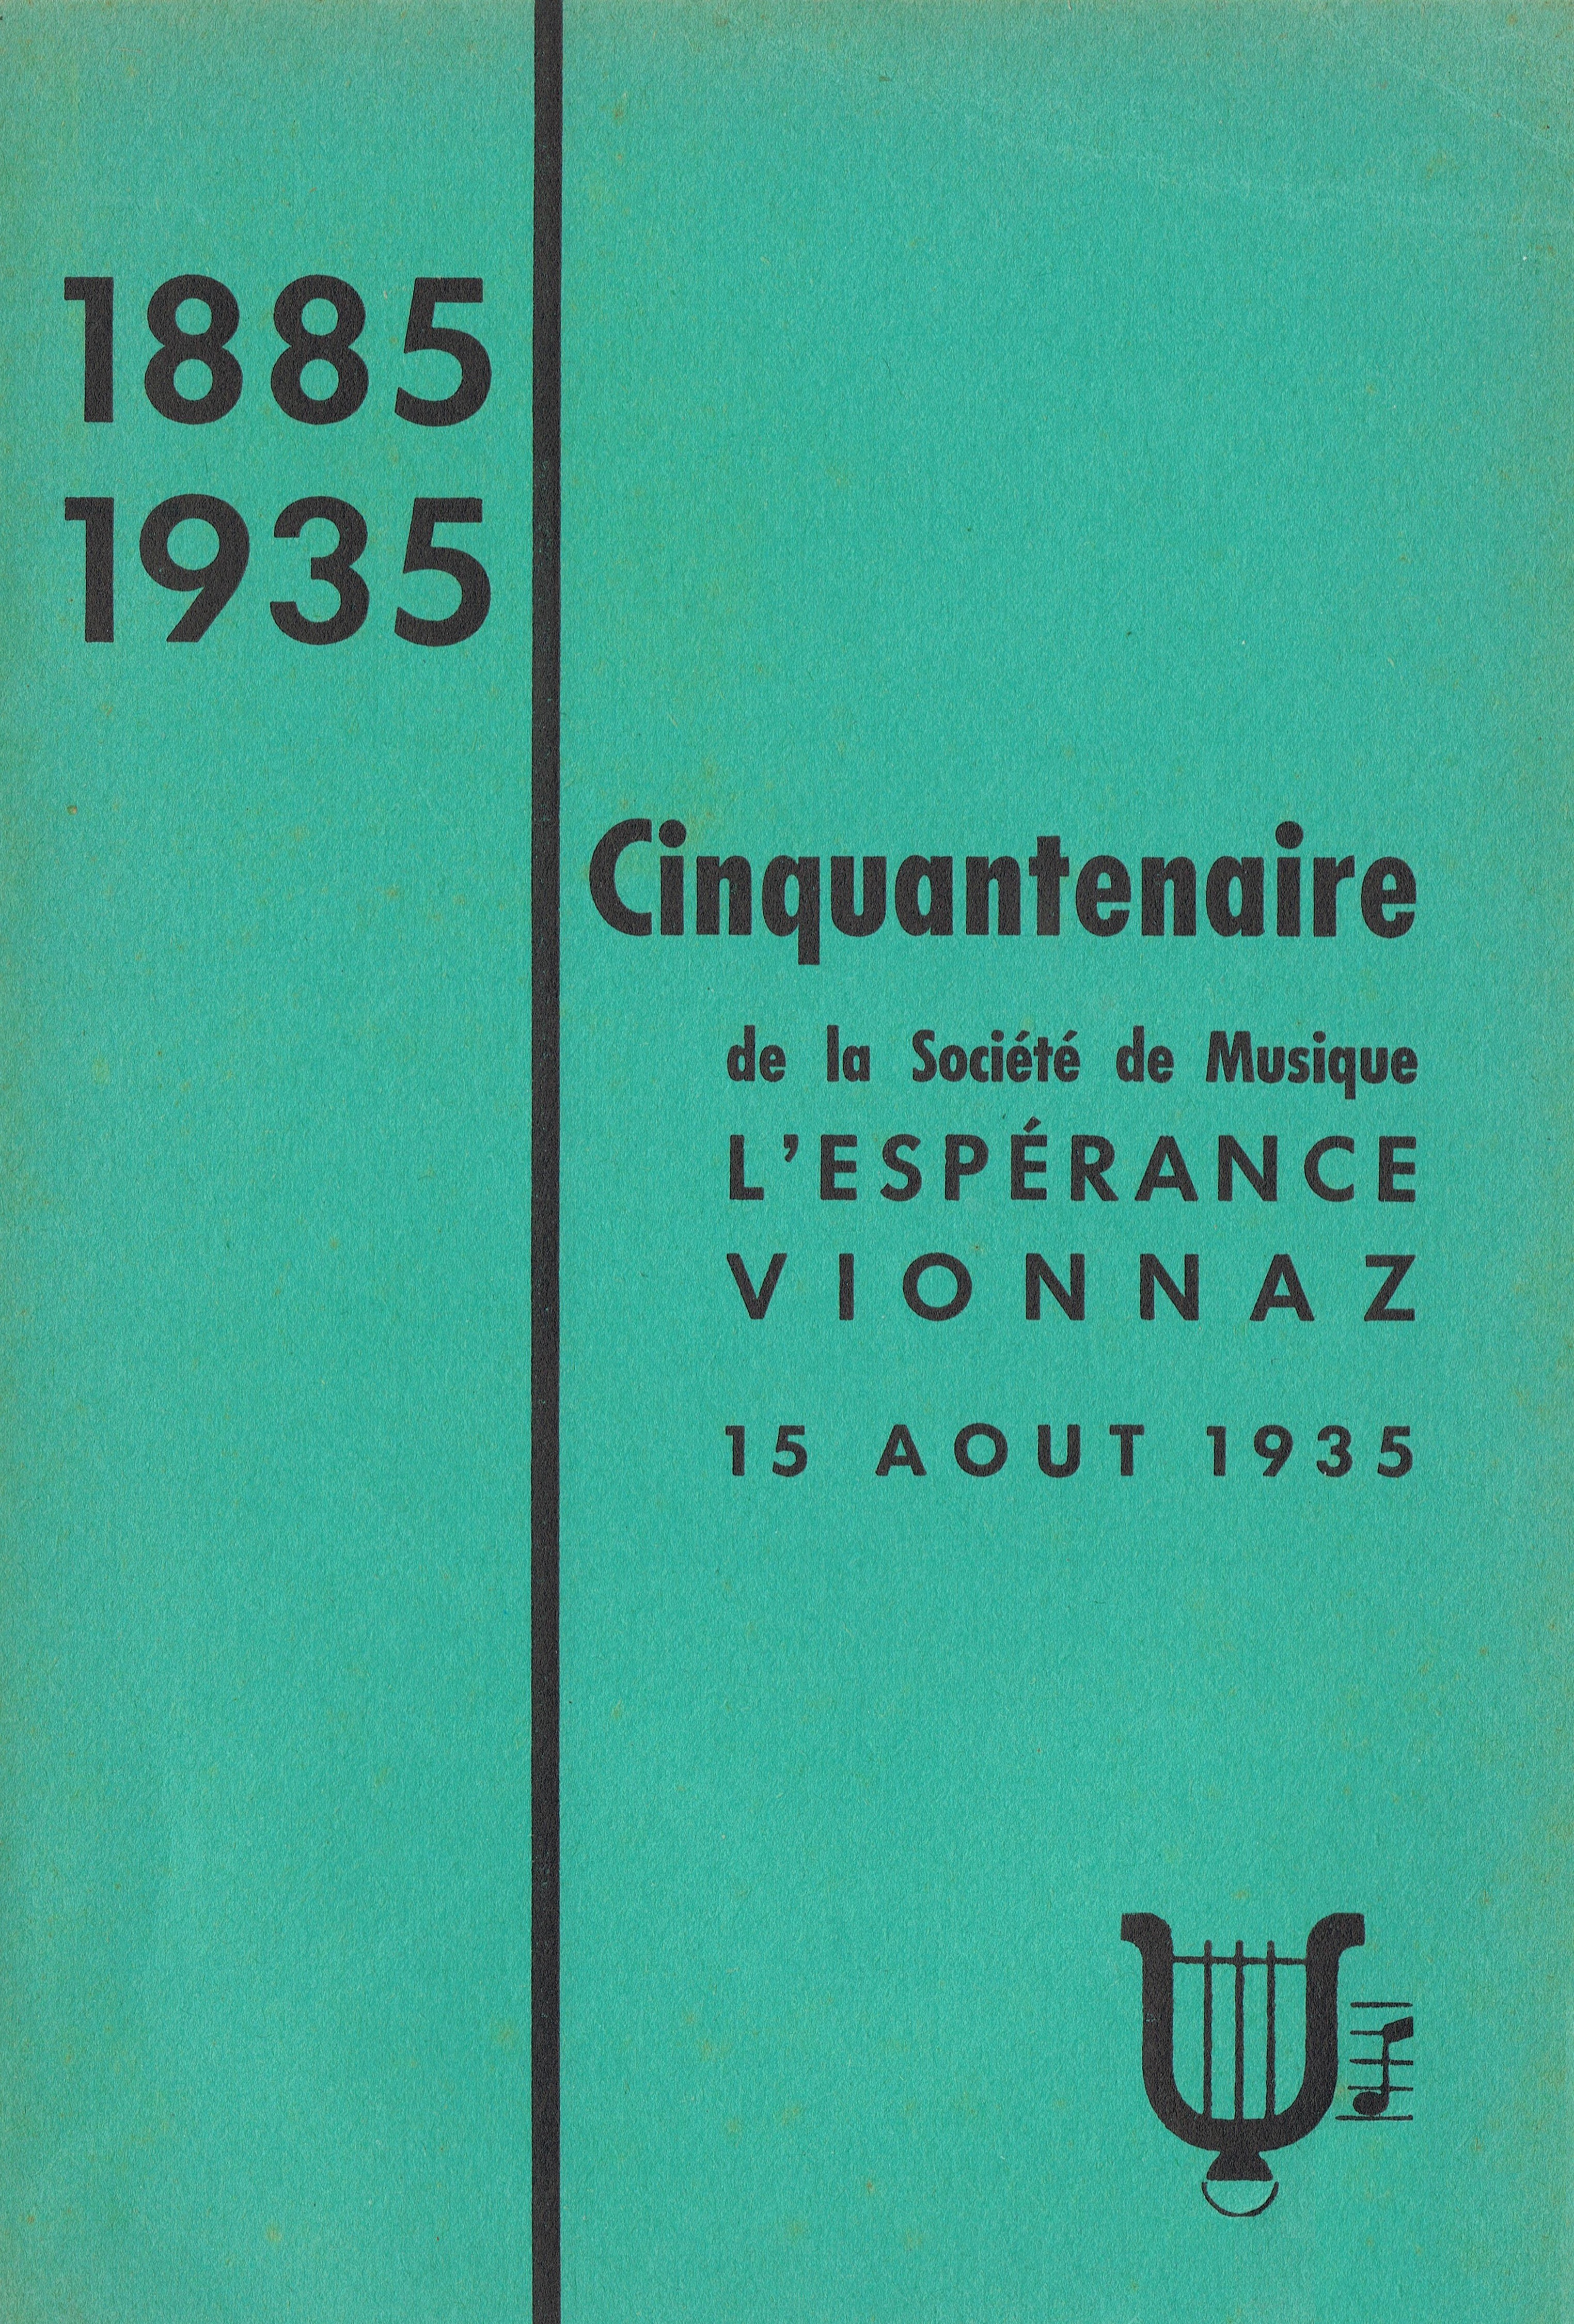 1885
1935
Cinquantenaire
de la Société de Musique
L'ESPÉRANCE
VIONNAZ
15 AOUT 1935